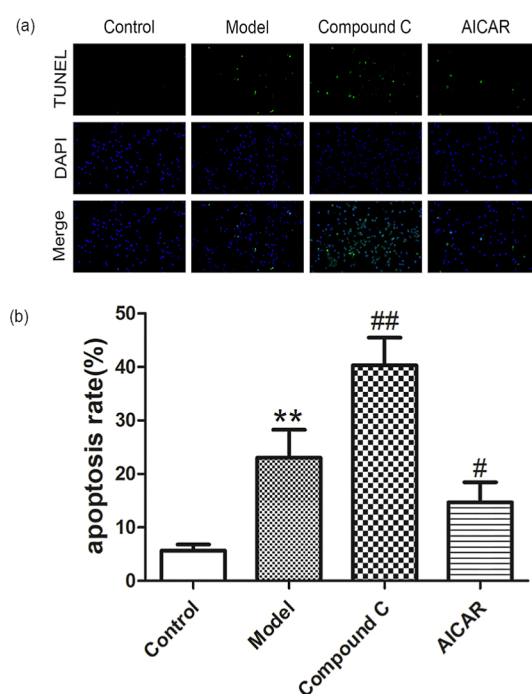 (a)
Control Model Compound C AICAR
TUNEL
DAPI
Merge
(b)
apoptosis rate(%)
50
40
30
20
10
0
**
##
#
Control
Model
Compound C
AICAR